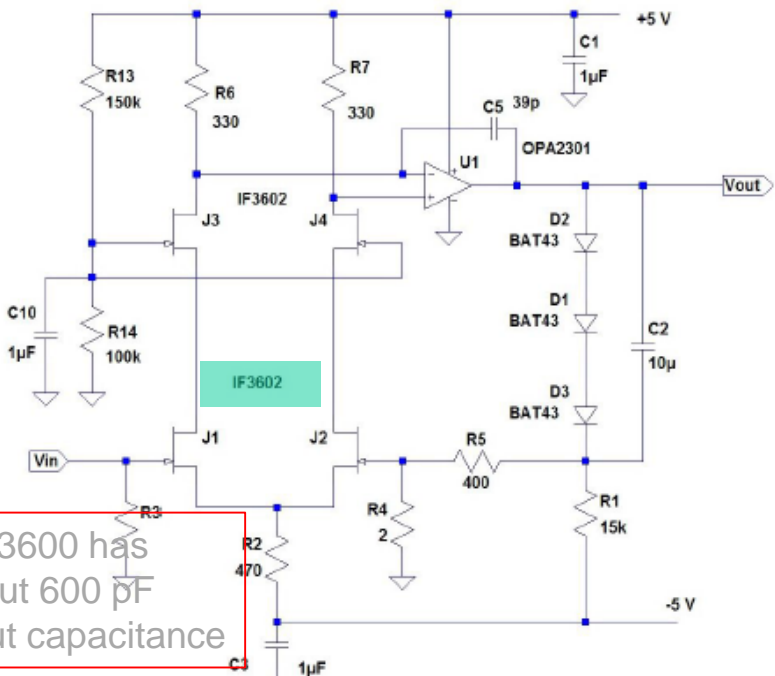 +5 V
C1
1µF
R13
150k
R6
330
R7
330
C5 39p
OPA2301
U1
Vout
IF3602
J3
J4
D2
BAT43
D1
BAT43
D3
BAT43
C2
10µ
C10
1µF
R14
100k
IF3602
J1
J2
Vin
R5
400
R3
R4
2
R1
15k
R2
470
3600 has
ut 600 pF
ut capacitance
-5 V
C3
1µF